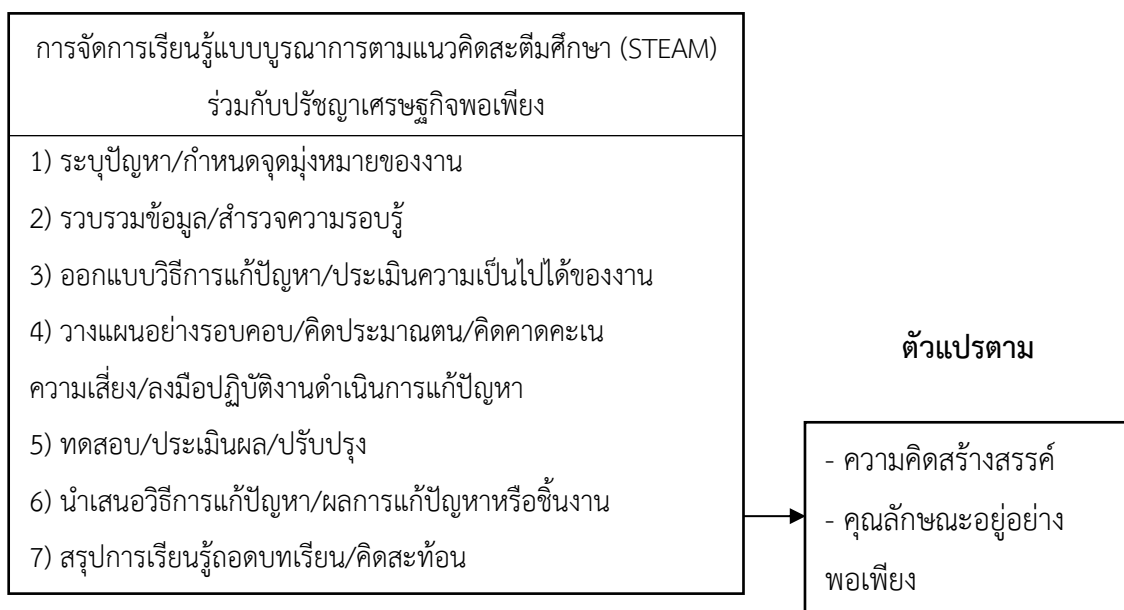 การจัดการเรียนรู้แบบบูรณาการตามแนวคิดสะตีมศึกษา (STEAM)
ร่วมกับปรัชญาเศรษฐกิจพอเพียง
1) ระบุปัญหา/กำหนดจุดมุ่งหมายของงาน
2) รวบรวมข้อมูล/สำรวจความรอบรู้
3) ออกแบบวิธีการแก้ปัญหา/ประเมินความเป็นไปได้ของงาน
4) วางแผนอย่างรอบคอบ/คิดประมาณตน/คิดคาดคะเน
ความเสี่ยง/ลงมือปฏิบัติงานดำเนินการแก้ปัญหา
5) ทดสอบ/ประเมินผล/ปรับปรุง
6) นำเสนอวิธีการแก้ปัญหา/ผลการแก้ปัญหาหรือชิ้นงาน
7) สรุปการเรียนรู้ถอดบทเรียน/คิดสะท้อน
ตัวแปรตาม
- ความคิดสร้างสรรค์
- คุณลักษณะอยู่อย่าง
พอเพียง